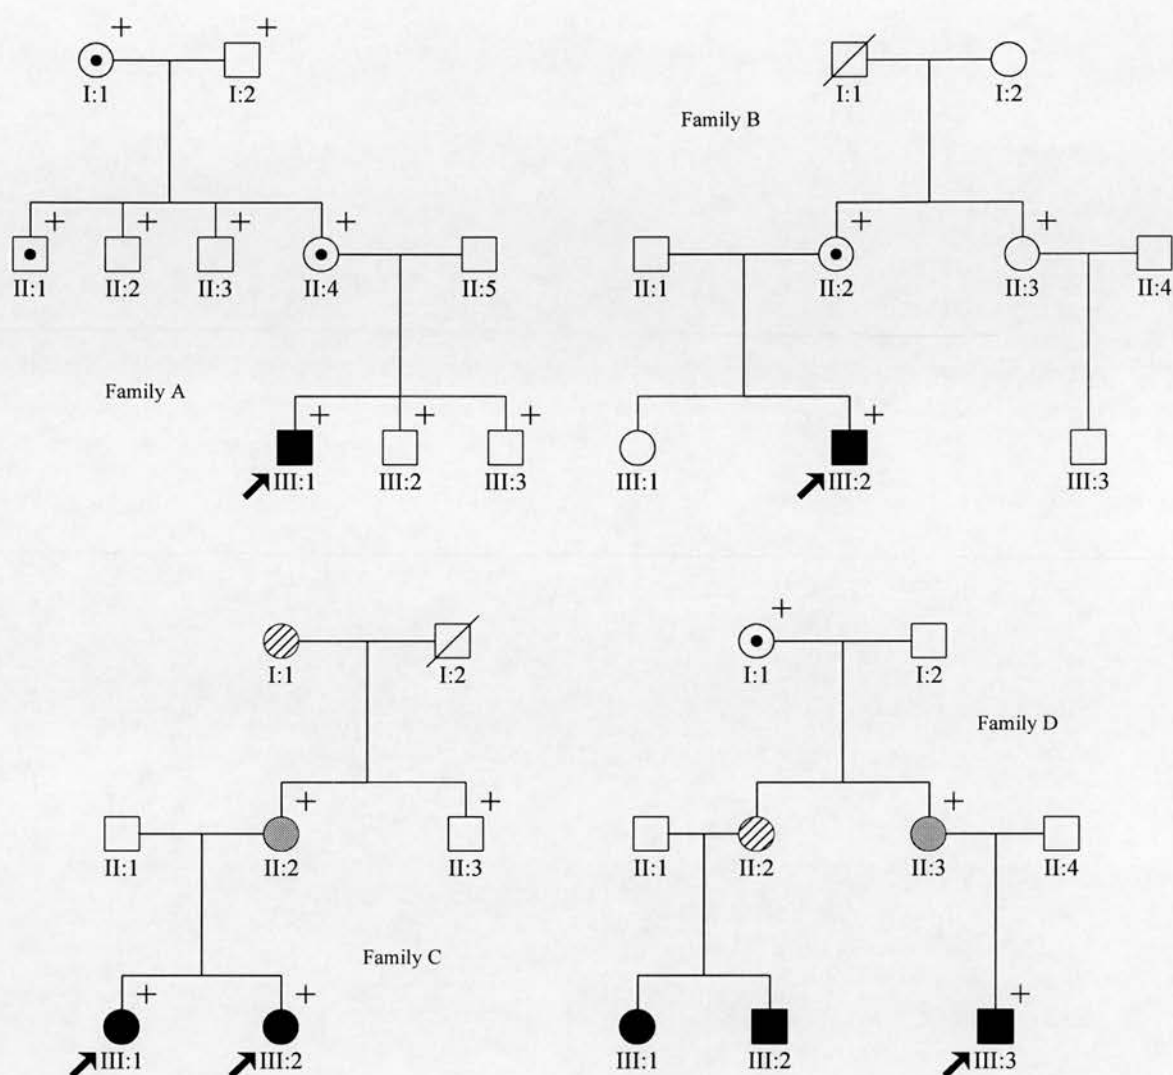 + +
I:1 I:2
+ + + +
II:1 II:2 II:3 II:4 II:5
Family A
+ + +
III:1 III:2 III:3
I:1 I:2
Family B
+ +
II:1 II:2 II:3 II:4
+
III:1 III:2 III:3
I:1 I:2
+ +
II:1 II:2 II:3
Family C
+ +
III:1 III:2
+
I:1 I:2
Family D
+
II:1 II:2 II:3 II:4
+
III:1 III:2 III:3